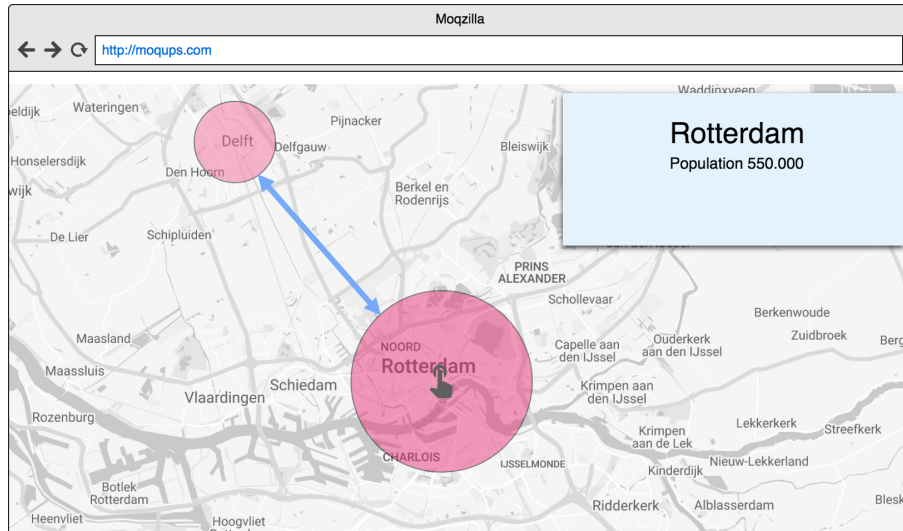 Moqzilla
http://moqups.com
Waddinxveen
Wateringen
Pijnacker
Delft
Delfgauw
Bleiswijk
Honselersdijk
Den Hoorn
Berkel en
Rodenrijs
Rotterdam
Population 550.000
De Lier
Schipluiden
PRINS
ALEXANDER
Schollevaar
Berkenwoude
Zuidbroek
Maasland
NOORD
Capelle aan
den IJssel
Ouderkerk
aan den IJssel
Maassluis
Rotterdam
Schiedam
Vlaardingen
Krimpen aan
den IJssel
Rozenburg
Krimpen
aan de Lek
Lekkerkerk
Streefkerk
CHARLOIS
IJSSELMONDE
Nieuw-Lekkerland
Kinderdijk
Botlek
Rotterdam
Ridderkerk
Alblasserdam
Heenvliet
Hoogvliet